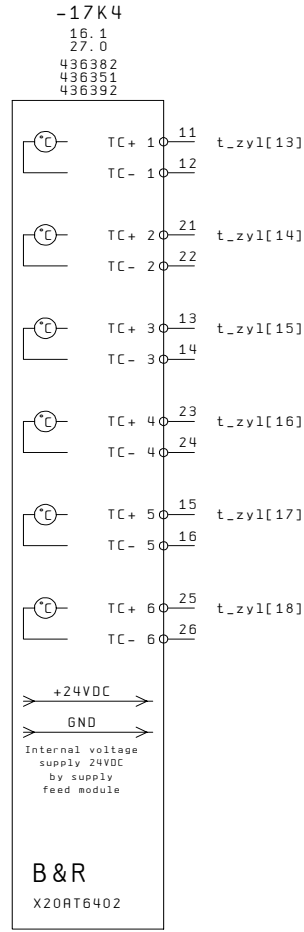 -17K4
16.1
27.0
436382
436351
436392
°C TC+ 1 11 t_zyl[13]
TC- 1 12
°C TC+ 2 21 t_zyl[14]
TC- 2 22
°C TC+ 3 13 t_zyl[15]
TC- 3 14
°C TC+ 4 23 t_zyl[16]
TC- 4 24
°C TC+ 5 15 t_zyl[17]
TC- 5 16
°C TC+ 6 25 t_zyl[18]
TC- 6 26
+24VDC
GND
Internal voltage
supply 24VDC
by supply
feed module
B&R
X20AT6402